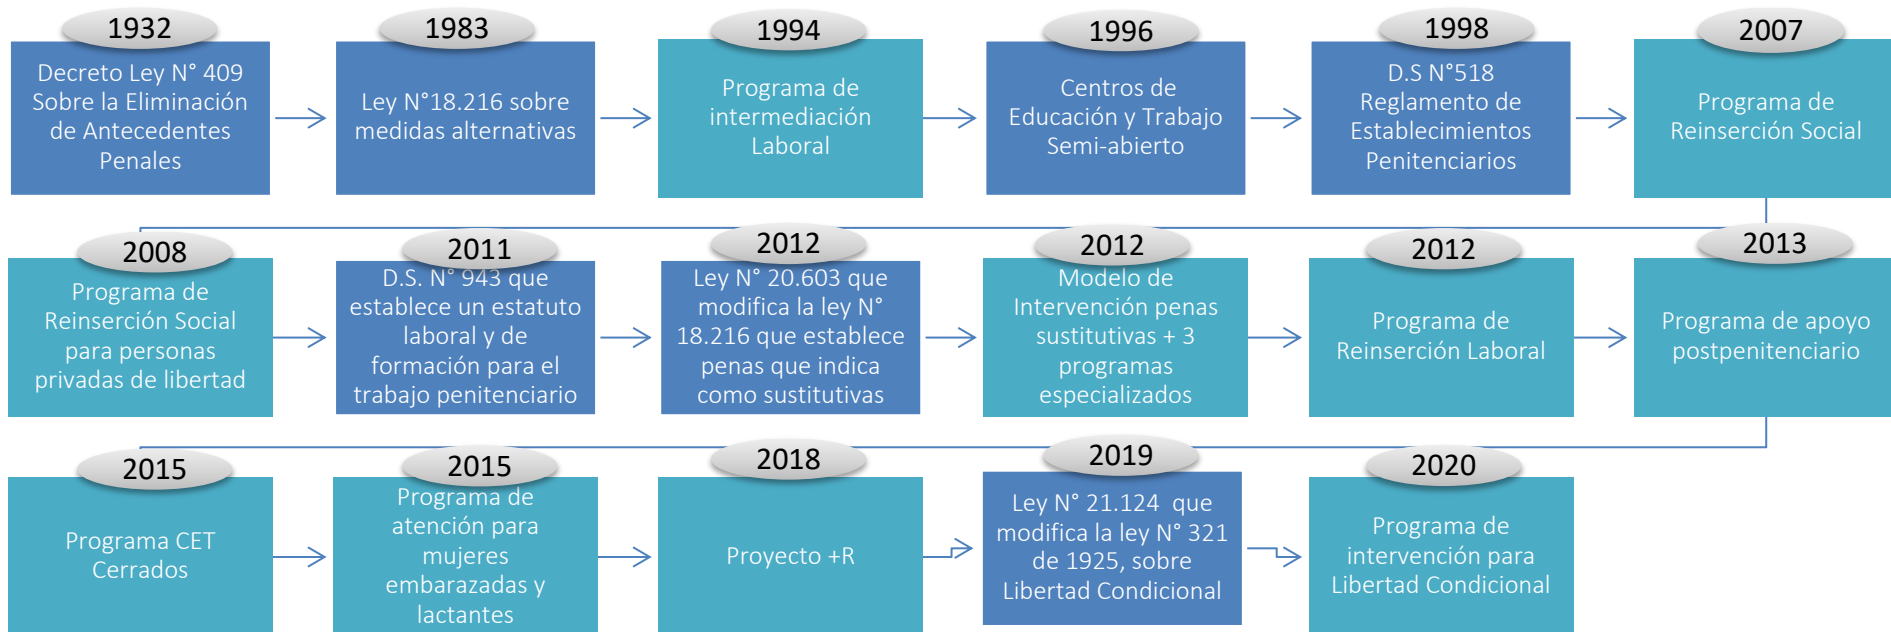 1932
Decreto Ley N° 409
Sobre la Eliminación
de Antecedentes
Penales
1983
Ley N°18.216 sobre
medidas alternativas
1994
Programa de
intermediación
Laboral
1996
Centros de
Educación y Trabajo
Semi-abierto
1998
D.S N°518
Reglamento de
Establecimientos
Penitenciarios
2007
Programa de
Reinserción Social
2008
Programa de
Reinserción Social
para personas
privadas de libertad
2011
D.S. N° 943 que
establece un estatuto
laboral y de
formación para el
trabajo penitenciario
2012
Ley N° 20.603 que
modifica la ley N°
18.216 que establece
penas que indica
como sustitutivas
2012
Modelo de
Intervención penas
sustitutivas + 3
programas
especializados
2012
Programa de
Reinserción Laboral
2013
Programa de apoyo
postpenitenciario
2015
Programa CET
Cerrados
2015
Programa de
atención para
mujeres
embarazadas y
lactantes
2018
Proyecto +R
2019
Ley N° 21.124 que
modifica la ley N° 321
de 1925, sobre
Libertad Condicional
2020
Programa de
intervención para
Libertad Condicional